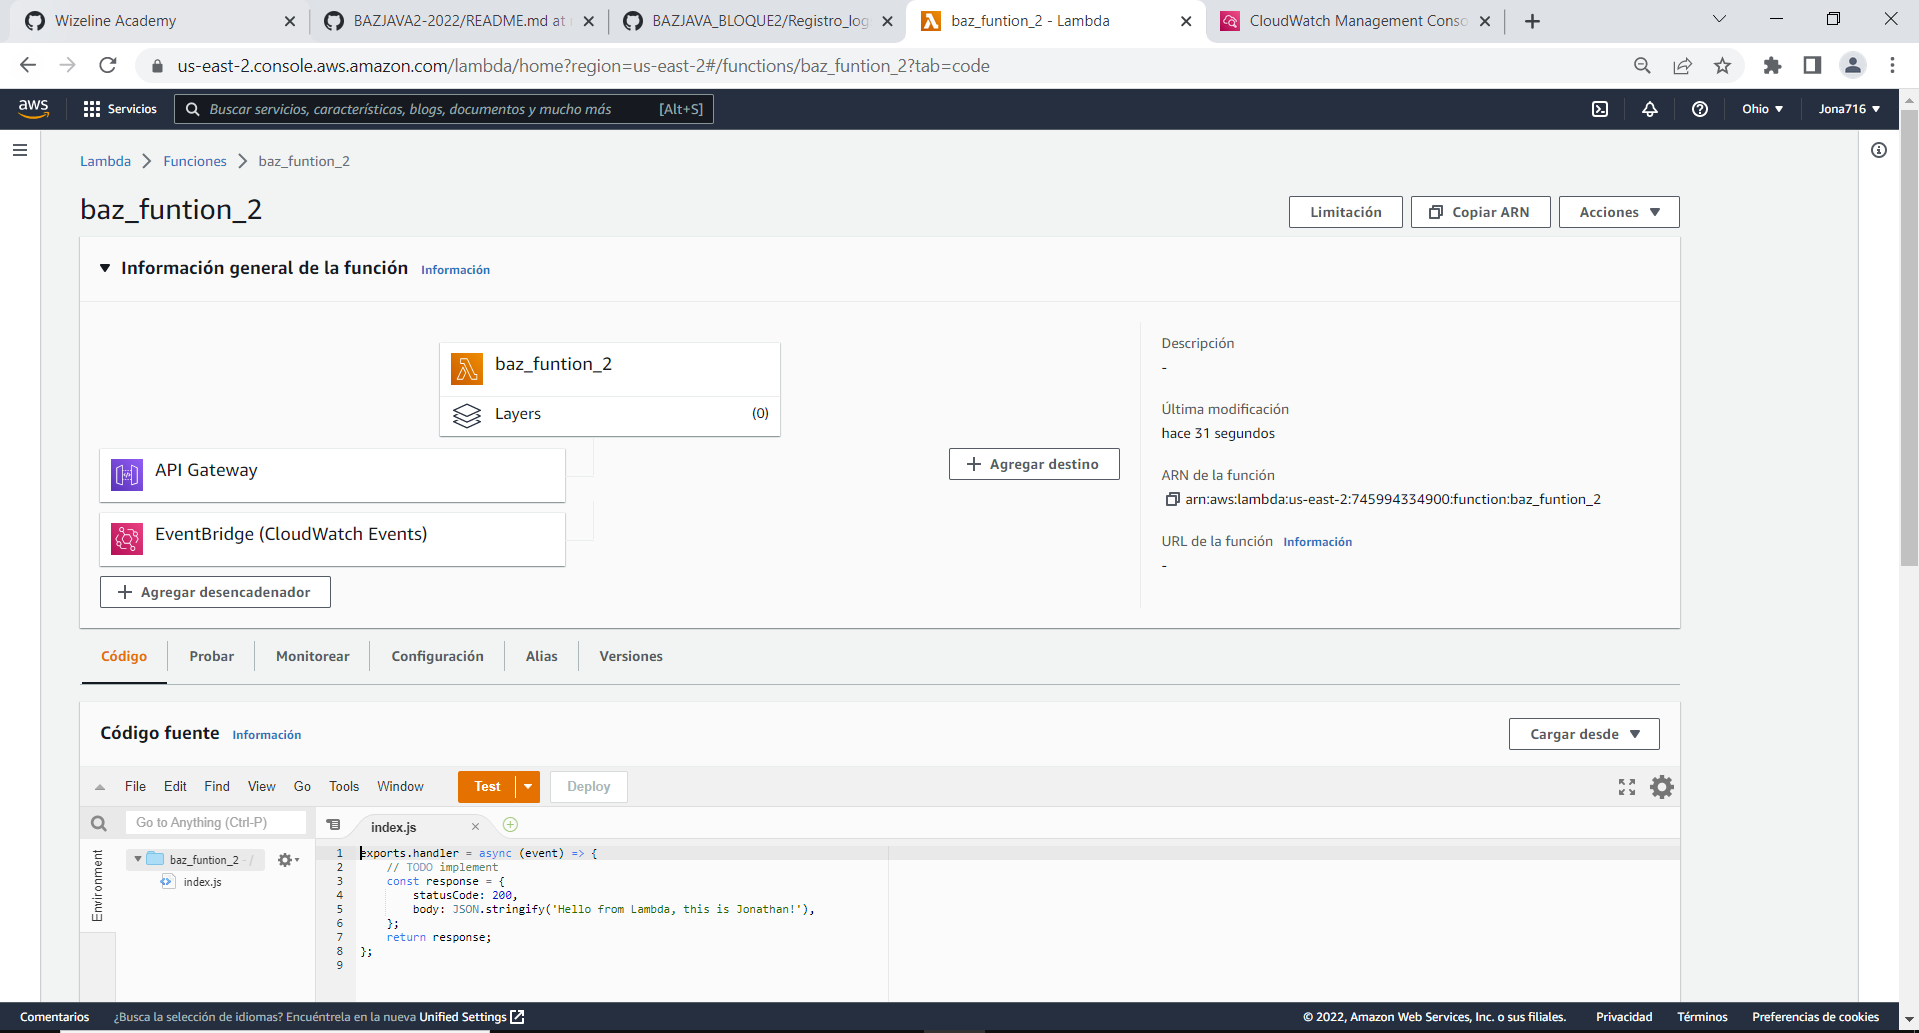 Wizeline Academy
BAZJAVA2-2022/README.md at
BAZJAVA_BLOQUE2/Registro_log
baz_funtion_2 - Lambda
CloudWatch Management Conso
us-east-2.console.aws.amazon.com/lambda/home?region=us-east-2#/functions/baz_funtion_2?tab=code
aws
Servicios
Buscar servicios, características, blogs, documentos y mucho más [Alt+S]
Ohio
Jona716
Lambda
Funciones
baz_funtion_2
baz_funtion_2
Limitación
Copiar ARN
Acciones
Información general de la función Información
baz_funtion_2
Layers (0)
API Gateway
EventBridge (CloudWatch Events)
Agregar desencadenador
Agregar destino
Descripción
-
Última modificación
hace 31 segundos
ARN de la función
arn:aws:lambda:us-east-2:745994334900:function:baz_funtion_2
URL de la función Información
-
Código
Probar
Monitorear
Configuración
Alias
Versiones
Código fuente Información
Cargar desde
File Edit Find View Go Tools Window
Test
Deploy
Go to Anything (Ctrl-P)
index.js
Environment
baz_funtion_2 - /
index.js
1 exports.handler = async (event) => {
2 // TODO implement
3 const response = {
4 statusCode: 200,
5 body: JSON.stringify('Hello from Lambda, this is Jonathan!'),
6 };
7 return response;
8 };
9
Comentarios
¿Busca la selección de idiomas? Encuéntrela en la nueva Unified Settings
© 2022, Amazon Web Services, Inc. o sus filiales.
Privacidad
Términos
Preferencias de cookies